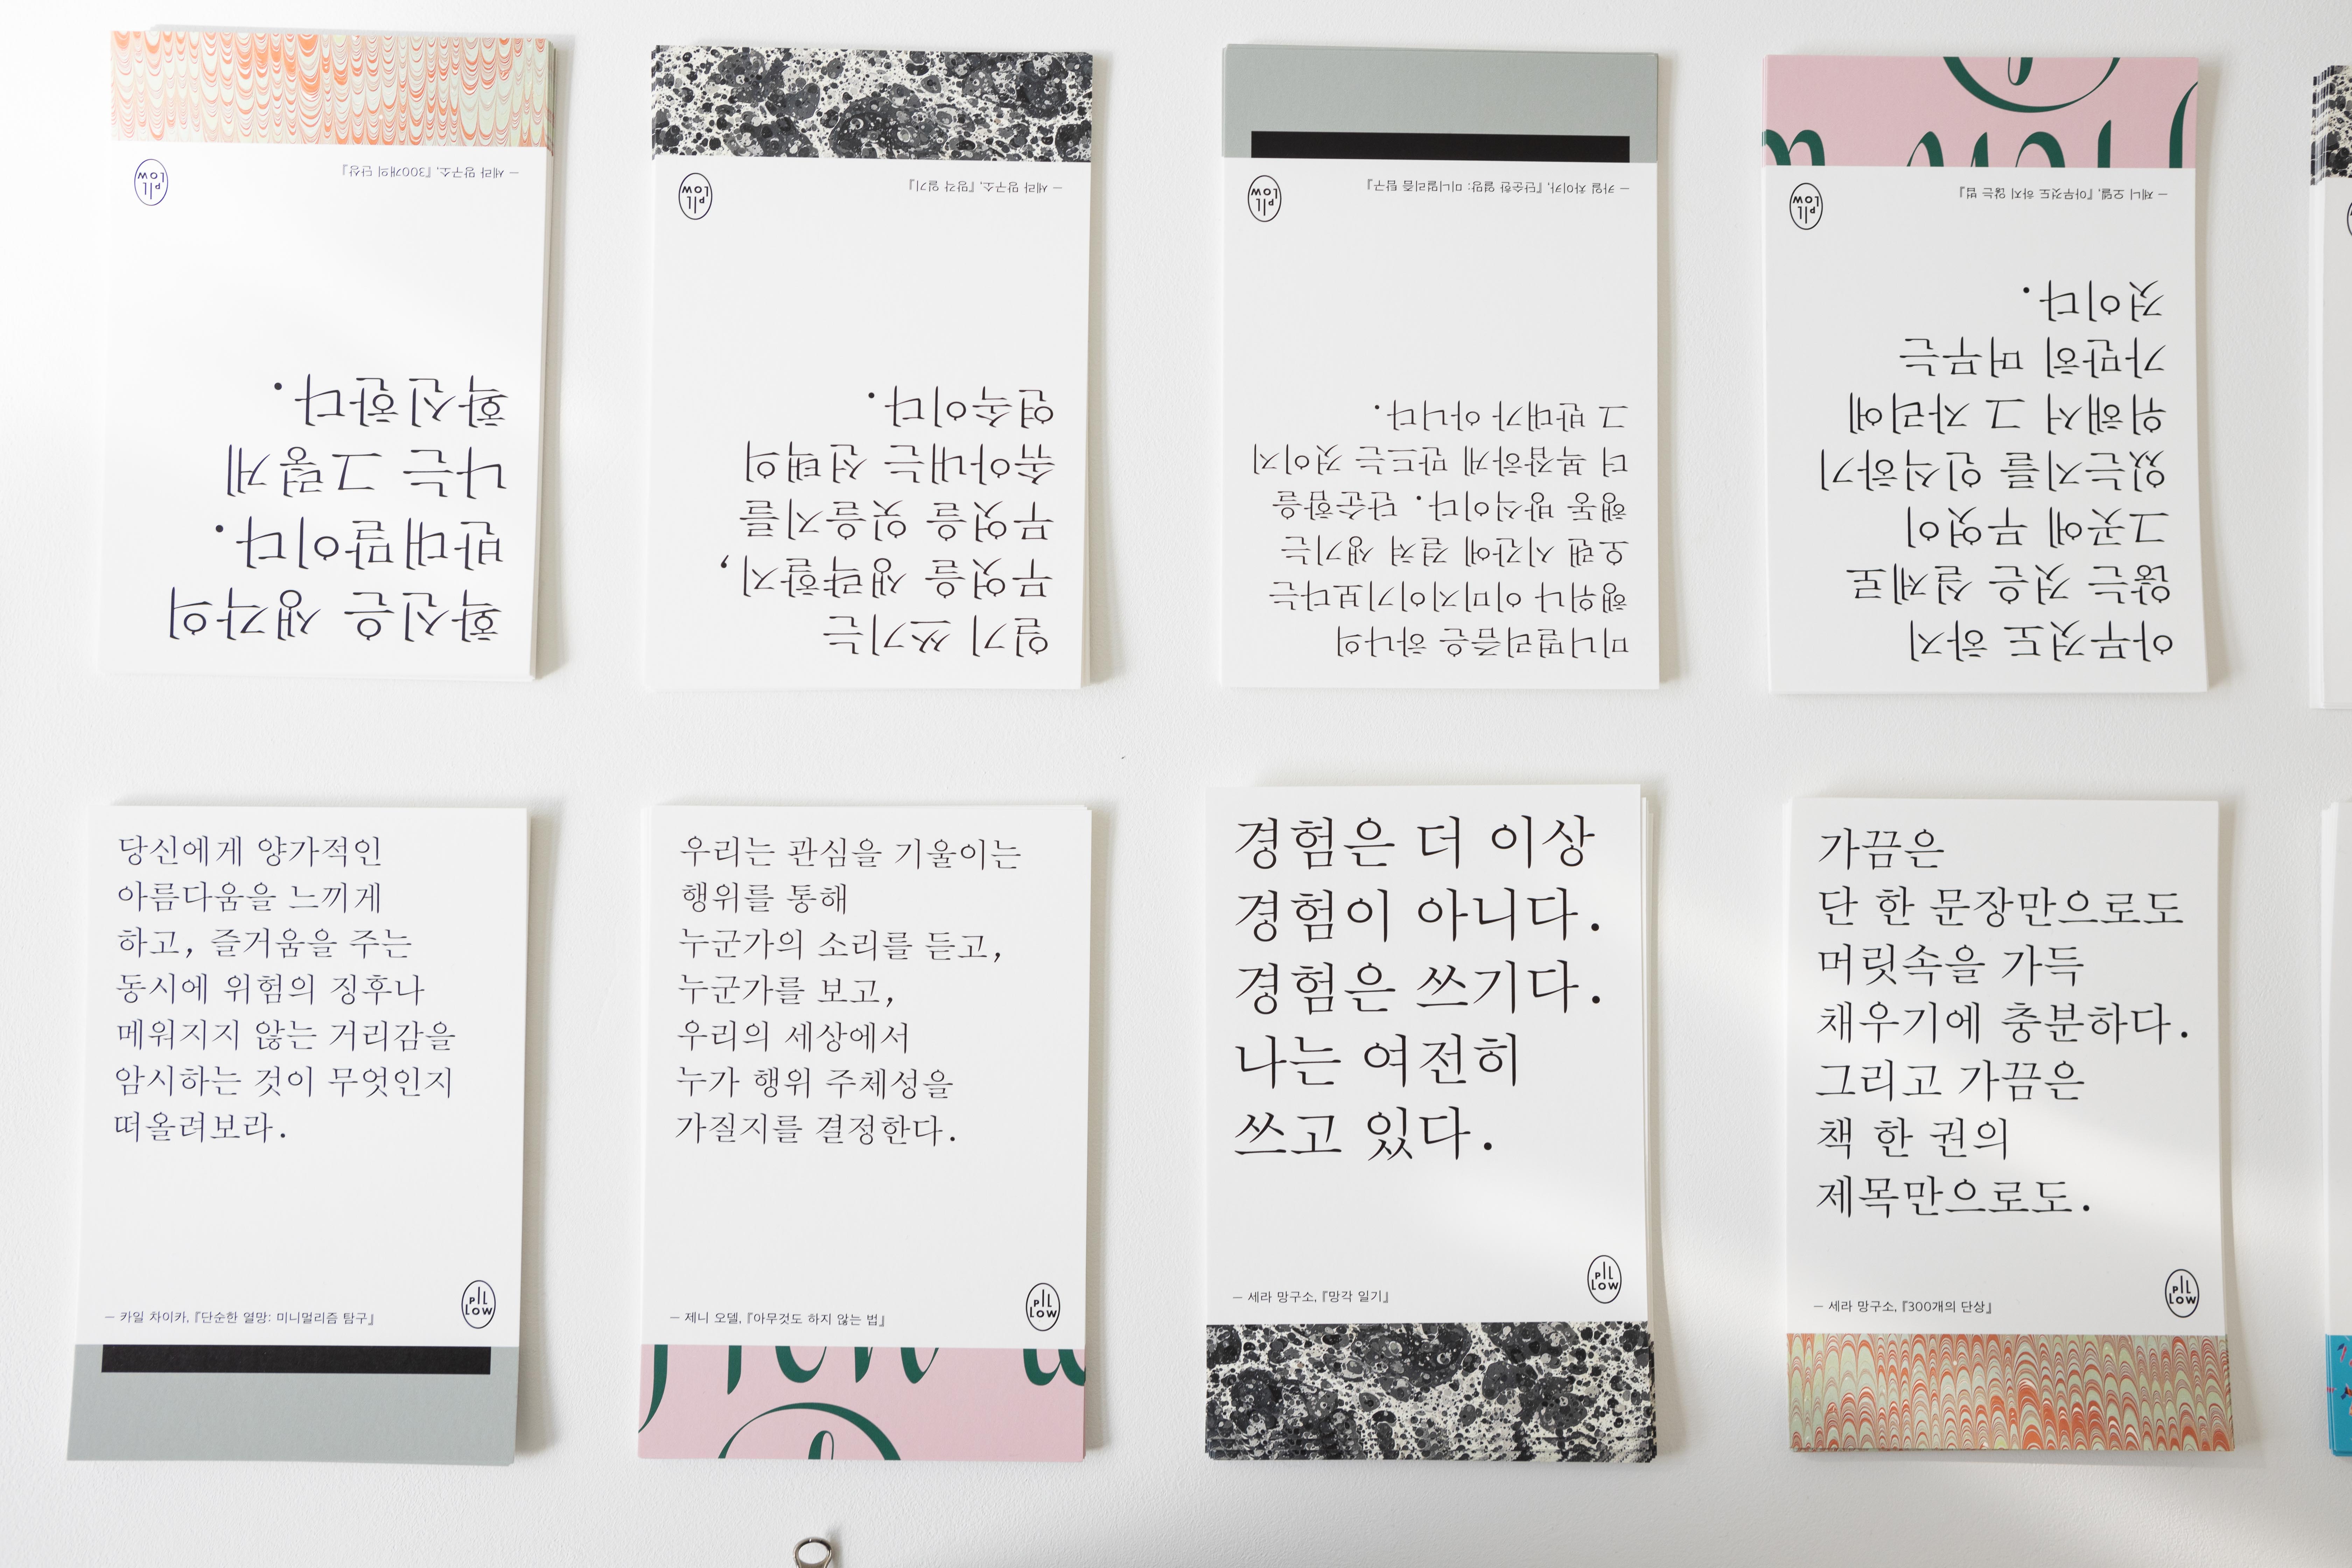 확신은 생각의
반대말이다.
나는 그렇게
확신한다.
— 세라 망구소, 『300개의 단상』
PIL
LOW
일기 쓰기는
무엇을 생략할지,
무엇을 잊을지를
솎아내는 선택의
연속이다.
— 세라 망구소, 『망각 일기』
PIL
LOW
미니멀리즘은 하나의
행위나 이미지이기보다는
오랜 시간에 걸쳐 생기는
행동 방식이다. 단순함을
더 복잡하게 만드는 것이지
그 반대가 아니다.
— 카일 차이카, 『단순한 열망: 미니멀리즘 탐구』
PIL
LOW
아무것도 하지
않는 것은 실제로
그곳에 무엇이
있는지를 인식하기
위해서 그 자리에
가만히 머무는
것이다.
— 제니 오델, 『아무것도 하지 않는 법』
PIL
LOW
당신에게 양가적인
아름다움을 느끼게
하고, 즐거움을 주는
동시에 위험의 징후나
메워지지 않는 거리감을
암시하는 것이 무엇인지
떠올려보라.
— 카일 차이카, 『단순한 열망: 미니멀리즘 탐구』
PIL
LOW
우리는 관심을 기울이는
행위를 통해
누군가의 소리를 듣고,
누군가를 보고,
우리의 세상에서
누가 행위 주체성을
가질지를 결정한다.
— 제니 오델, 『아무것도 하지 않는 법』
PIL
LOW
경험은 더 이상
경험이 아니다.
경험은 쓰기다.
나는 여전히
쓰고 있다.
— 세라 망구소, 『망각 일기』
PIL
LOW
가끔은
단 한 문장만으로도
머릿속을 가득
채우기에 충분하다.
그리고 가끔은
책 한 권의
제목만으로도.
— 세라 망구소, 『300개의 단상』
PIL
LOW